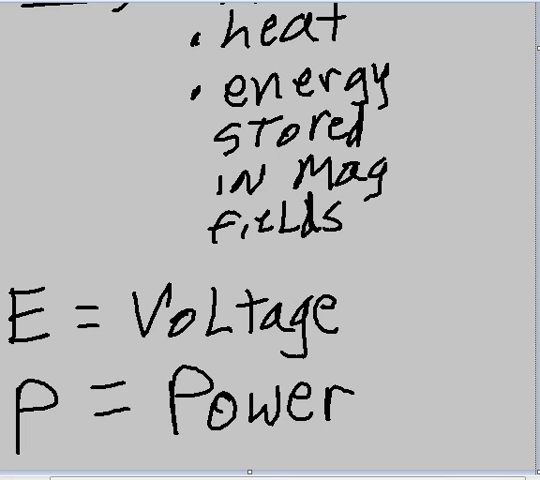 • heat
• energy
stored
in Mag
fields
E = Voltage
P = Power